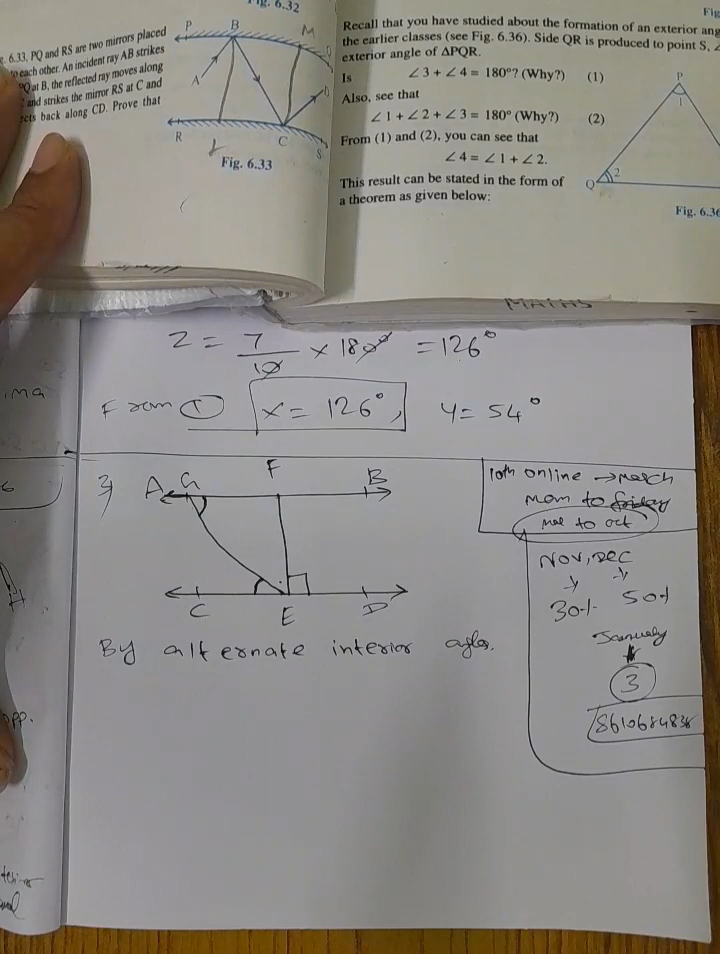 Fig. 6.32
6.33, PQ and RS are two mirrors placed
each other. An incident ray AB strikes
PQ at B, the reflected ray moves along
and strikes the mirror RS at C and
back along CD. Prove that
P B M Q
A D
R C S
Fig. 6.33
Fig
Recall that you have studied about the formation of an exterior ang
the earlier classes (see Fig. 6.36). Side QR is produced to point S, ∠
exterior angle of ΔPQR.
Is ∠3 + ∠4 = 180°? (Why?) (1)
Also, see that
∠1 + ∠2 + ∠3 = 180° (Why?) (2)
From (1) and (2), you can see that
∠4 = ∠1 + ∠2.
This result can be stated in the form of
a theorem as given below:
P
1
Q 2
Fig. 6.36
MATHS
Z = 7/10 × 180° = 126°
From ① x = 126°, y = 54°
3) A G F B
C E D
By alternate interior agles.
10th online → march
mom to friday
mar to oct
Nov, Dec
30% 50%
January
3